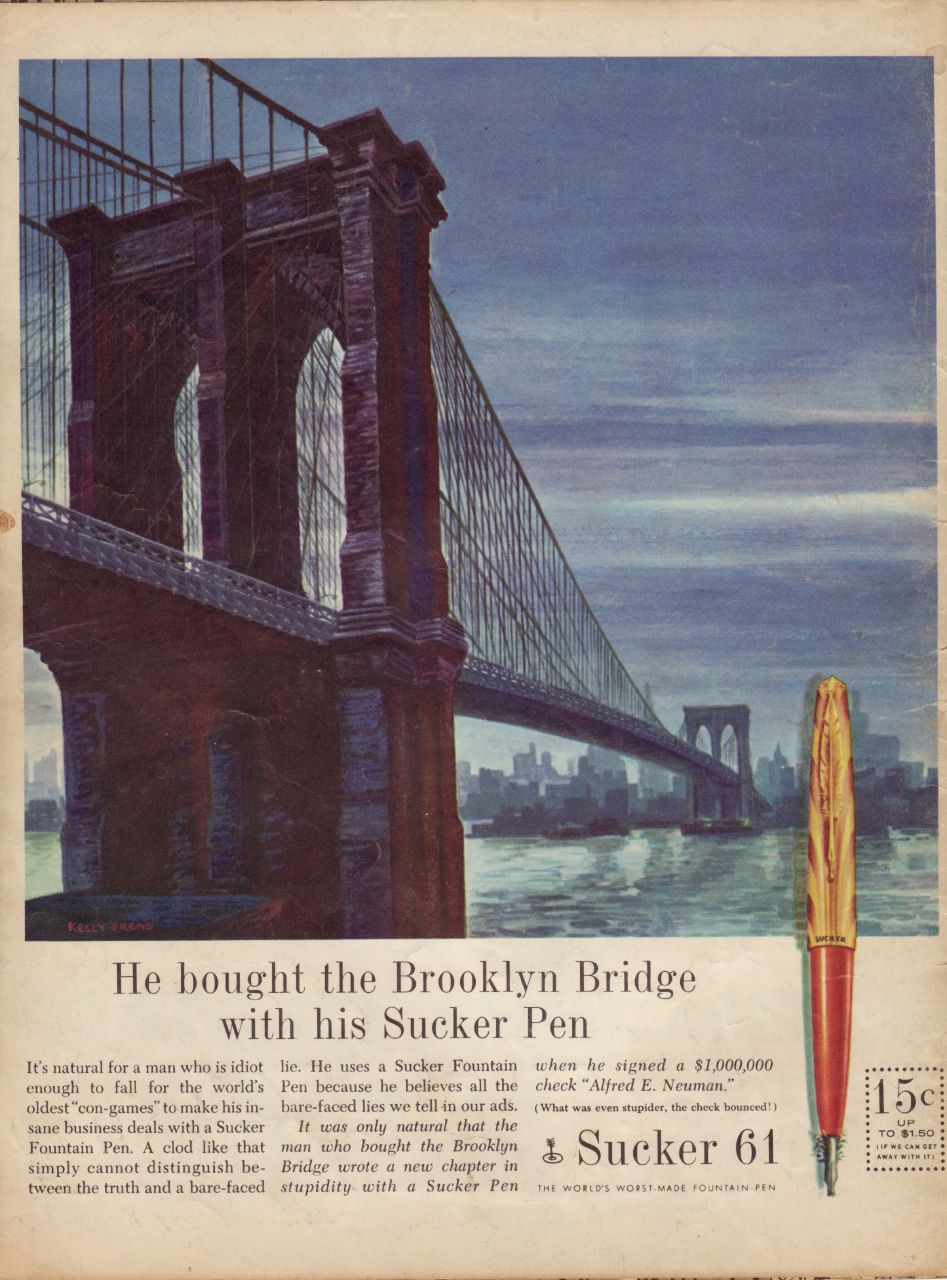 KELLY FREAS
SUCKER
He bought the Brooklyn Bridge
with his Sucker Pen
It's natural for a man who is idiot
enough to fall for the world's
oldest "con-games" to make his in-
sane business deals with a Sucker
Fountain Pen. A clod like that
simply cannot distinguish be-
tween the truth and a bare-faced
lie. He uses a Sucker Fountain
Pen because he believes all the
bare-faced lies we tell in our ads.
It was only natural that the
man who bought the Brooklyn
Bridge wrote a new chapter in
stupidity with a Sucker Pen
when he signed a $1,000,000
check "Alfred E. Neuman."
(What was even stupider, the check bounced!)
Sucker 61
THE WORLD'S WORST-MADE FOUNTAIN PEN
15c
UP
TO $1.50
(IF WE CAN GET
AWAY WITH IT)